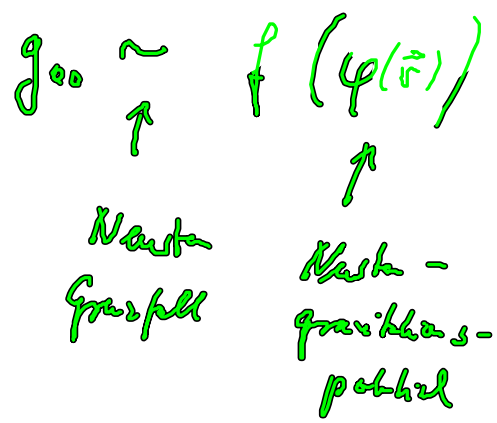 g₀₀ ~ f (φ(r⃗))
↑ ↑
Newton
Grenzfall
Newton-
gravitations-
potential